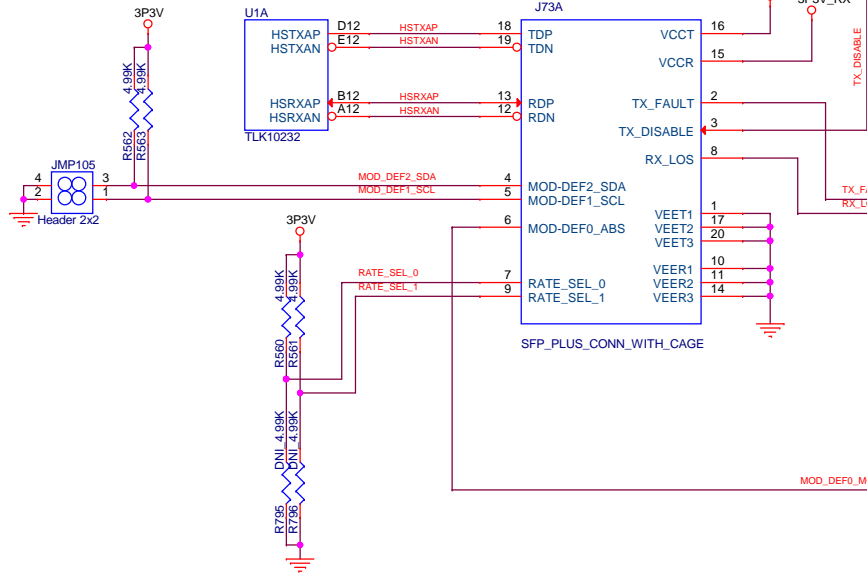 J73A
3P3V
U1A
D12
HSTXAP
18
16
HSTXAP
TDP
VCCT
E12
HSTXAN
19
HSTXAN
TDN
15
VCCR
TX_DISABLE
4.99K
4.99K
B12
HSRXAP
13
2
HSRXAP
RDP
TX_FAULT
A12
HSRXAN
12
HSRXAN
RDN
3
TX_DISABLE
TLK10232
R562
R563
8
RX_LOS
JMP105
4
3
MOD_DEF2_SDA
4
MOD-DEF2_SDA
2
1
MOD_DEF1_SCL
5
MOD-DEF1_SCL
Header 2x2
1
VEET1
3P3V
6
MOD-DEF0_ABS
17
VEET2
20
VEET3
10
VEER1
RATE_SEL_0
7
RATE_SEL_0
11
VEER2
RATE_SEL_1
9
RATE_SEL_1
14
VEER3
4.99K
4.99K
R560
R561
SFP_PLUS_CONN_WITH_CAGE
DNI_4.99K
DNI_4.99K
R795
R796